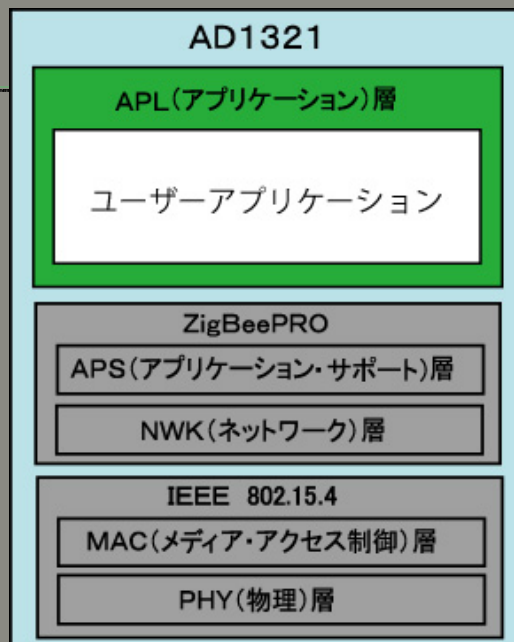 AD1321
APL(アプリケーション)層
ユーザーアプリケーション
ZigBeePRO
APS(アプリケーション・サポート)層
NWK(ネットワーク)層
IEEE 802.15.4
MAC(メディア・アクセス制御)層
PHY(物理)層